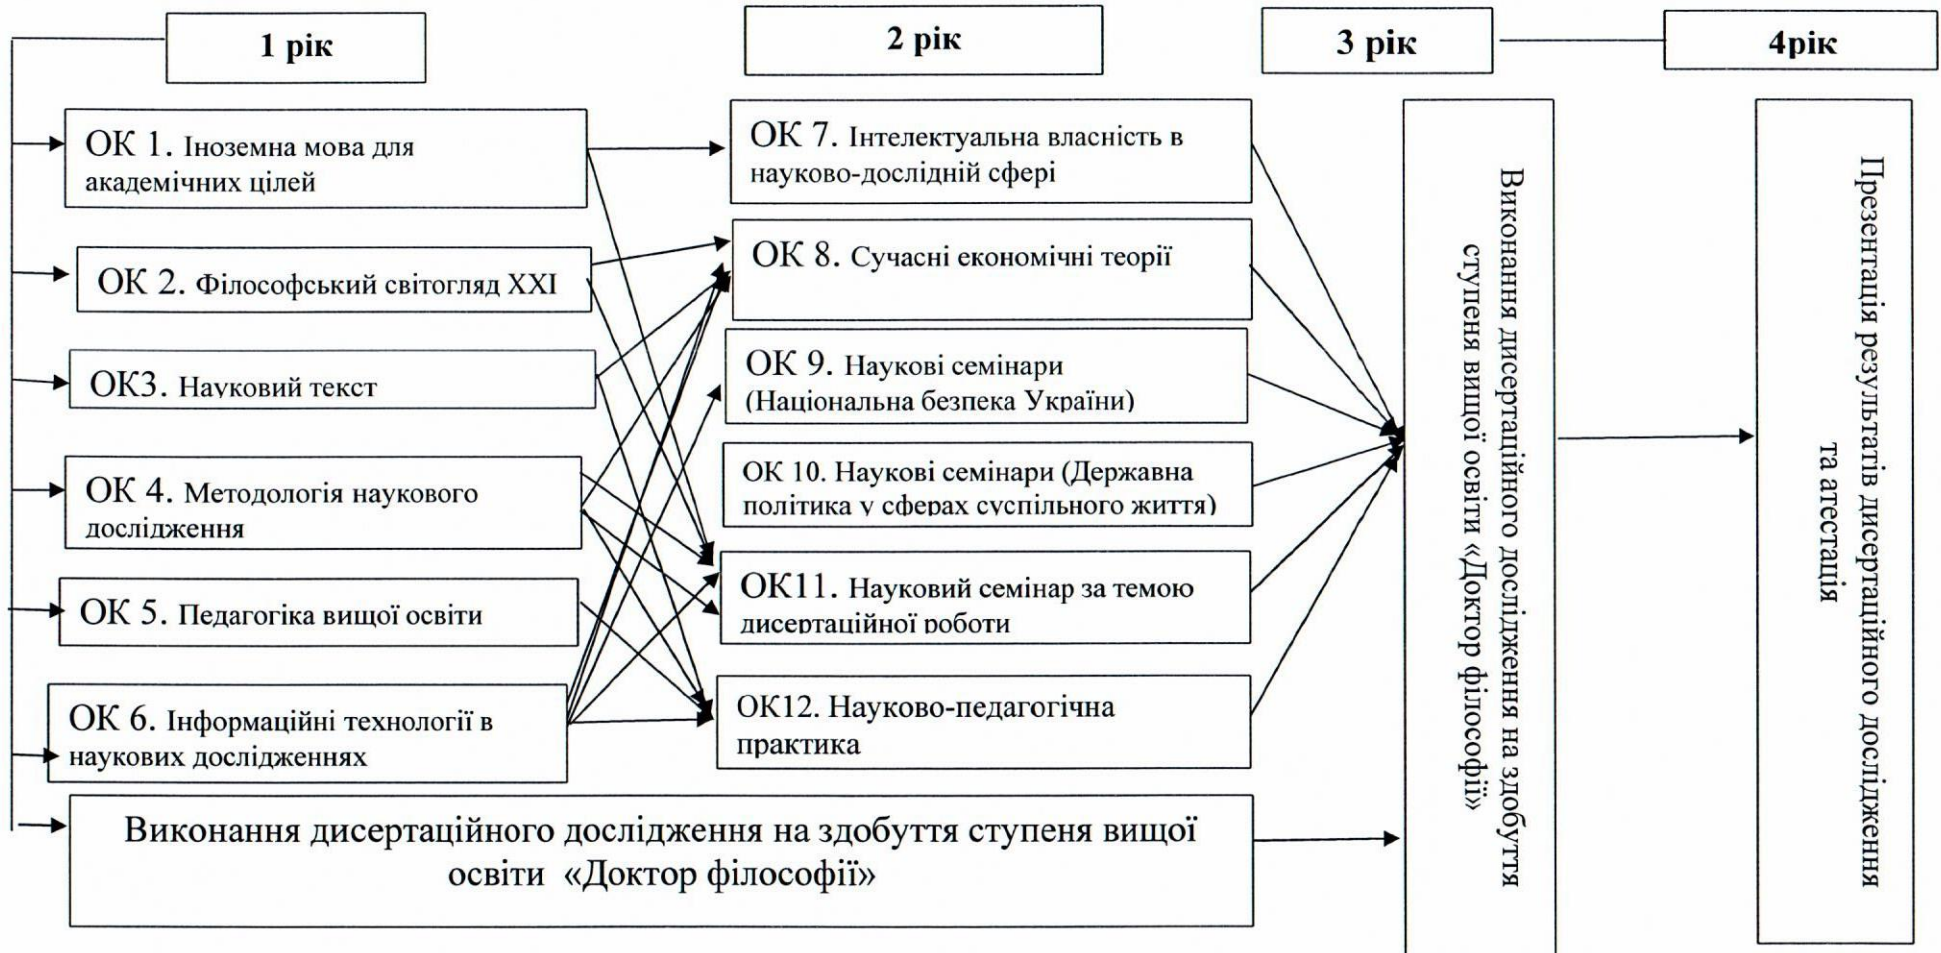 1 рік
2 рік
3 рік
4рік
ОК 1. Іноземна мова для
академічних цілей
ОК 2. Філософський світогляд XXI
ОК3. Науковий текст
ОК 4. Методологія наукового
дослідження
ОК 5. Педагогіка вищої освіти
ОК 6. Інформаційні технології в
наукових дослідженнях
ОК 7. Інтелектуальна власність в
науково-дослідній сфері
ОК 8. Сучасні економічні теорії
ОК 9. Наукові семінари
(Національна безпека України)
ОК 10. Наукові семінари (Державна
політика у сферах суспільного життя)
ОК11. Науковий семінар за темою
дисертаційної роботи
ОК12. Науково-педагогічна
практика
Виконання дисертаційного дослідження на здобуття ступеня вищої
освіти «Доктор філософії»
Виконання дисертаційного дослідження на здобуття
ступеня вищої освіти «Доктор філософії»
Презентація результатів дисертаційного дослідження
та атестація